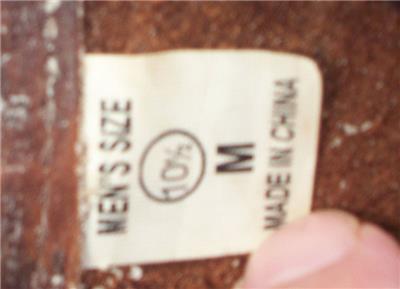 MEN'S SIZE
10½
M
MADE IN CHINA